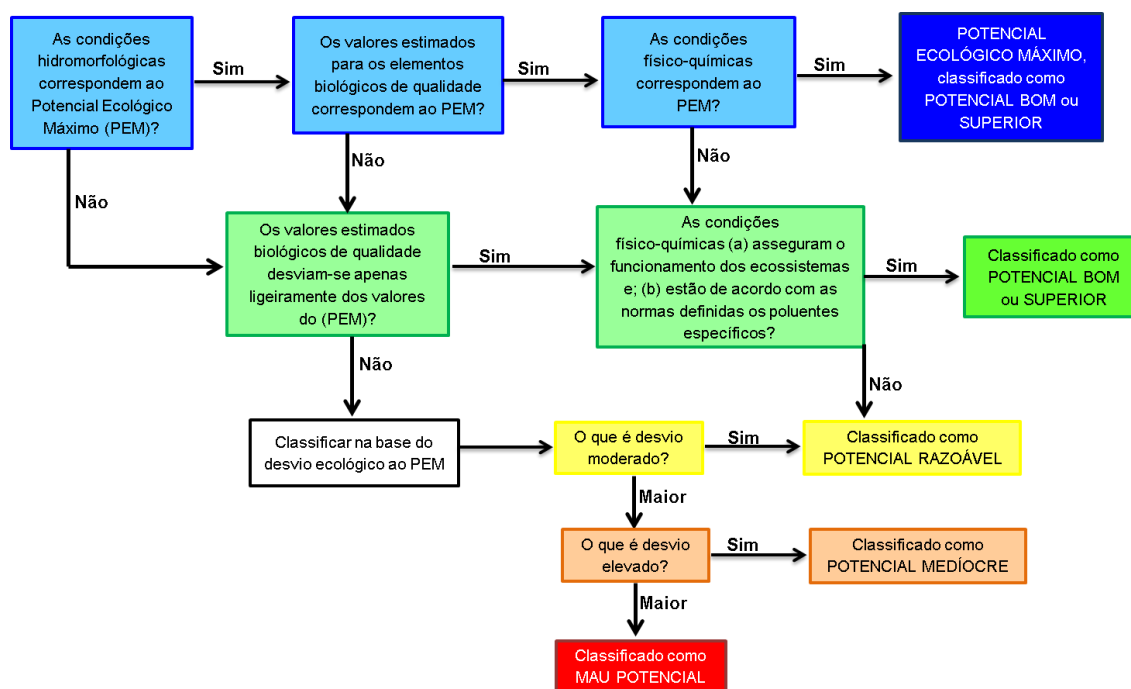 As condições
hidromorfológicas
correspondem ao
Potencial Ecológico
Máximo (PEM)?
Sim
Os valores estimados
para os elementos
biológicos de qualidade
correspondem ao PEM?
Sim
As condições
físico-químicas
correspondem ao
PEM?
Sim
POTENCIAL
ECOLÓGICO MÁXIMO,
classificado como
POTENCIAL BOM ou
SUPERIOR
Não
Não
Não
Os valores estimados
biológicos de qualidade
desviam-se apenas
ligeiramente dos valores
do (PEM)?
Sim
As condições
físico-químicas (a) asseguram o
funcionamento dos ecossistemas
e; (b) estão de acordo com as
normas definidas os poluentes
específicos?
Sim
Classificado como
POTENCIAL BOM
ou SUPERIOR
Não
Não
Classificar na base do
desvio ecológico ao PEM
O que é desvio
moderado?
Sim
Classificado como
POTENCIAL RAZOÁVEL
Maior
O que é desvio
elevado?
Sim
Classificado como
POTENCIAL MEDÍOCRE
Maior
Classificado como
MAU POTENCIAL